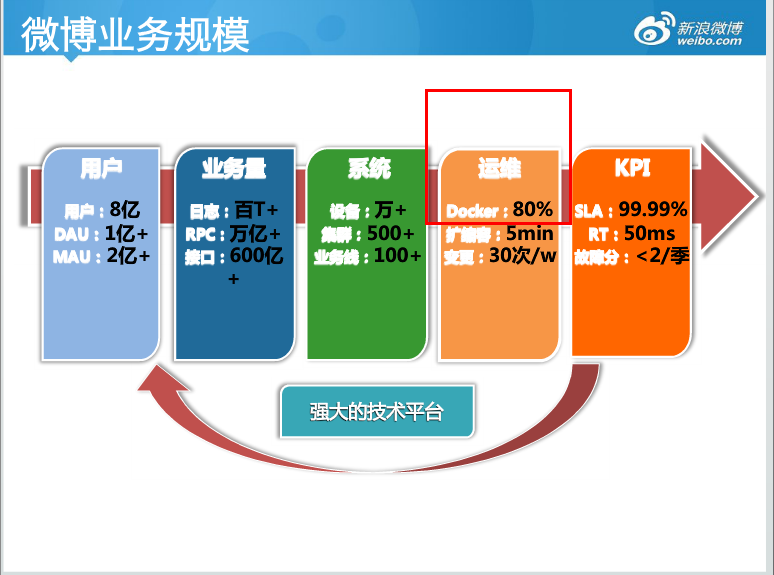 微博业务规模
新浪微博
weibo.com
用户
用户：8亿
DAU：1亿+
MAU：2亿+
业务量
日志：百T+
RPC：万亿+
接口：600亿
+
系统
设备：万+
集群：500+
业务线：100+
运维
Docker：80%
扩缩容：5min
变更：30次/w
KPI
SLA：99.99%
RT：50ms
故障分：<2/季
强大的技术平台